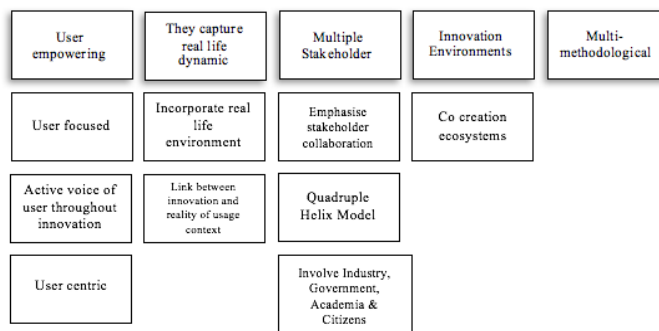 User
empowering
They capture
real life
dynamic
Multiple
Stakeholder
Innovation
Environments
Multi-
methodological
User focused
Incorporate real
life
environment
Emphasise
stakeholder
collaboration
Co creation
ecosystems
Active voice of
user throughout
innovation
Link between
innovation and
reality of usage
context
Quadruple
Helix Model
User centric
Involve Industry,
Government,
Academia &
Citizens